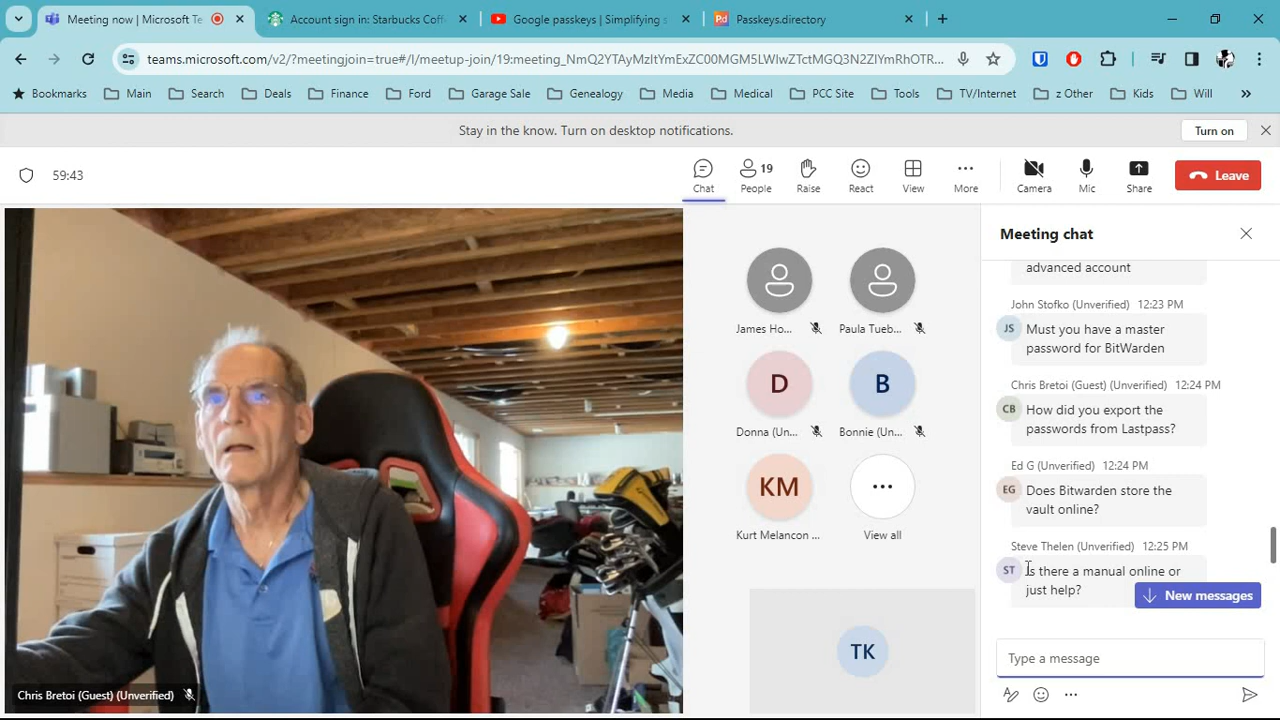 Meeting now | Microsoft Te
Account sign in: Starbucks Coff
Google passkeys | Simplifying s
Passkeys.directory
teams.microsoft.com/v2/?meetingjoin=true#/l/meetup-join/19:meeting_NmQ2YTAyMzItYmExZC00MGM5LWIwZTctMGQ3N2ZlYmRhOTR...
Bookmarks Main Search Deals Finance Ford Garage Sale Genealogy Media Medical PCC Site Tools TV/Internet z Other Kids Will »
Stay in the know. Turn on desktop notifications.
Turn on
59:43
19
Chat People Raise React View More Camera Mic Share
Leave
Meeting chat
advanced account
John Stofko (Unverified) 12:23 PM
JS
Must you have a master
password for BitWarden
Chris Bretoi (Guest) (Unverified) 12:24 PM
CB
How did you export the
passwords from Lastpass?
Ed G (Unverified) 12:24 PM
EG
Does Bitwarden store the
vault online?
Steve Thelen (Unverified) 12:25 PM
ST
Is there a manual online or
just help?
New messages
Type a message
James Ho...
Paula Tueb...
D
B
Donna (Un...
Bonnie (Un...
KM
Kurt Melancon ...
View all
TK
Chris Bretoi (Guest) (Unverified)